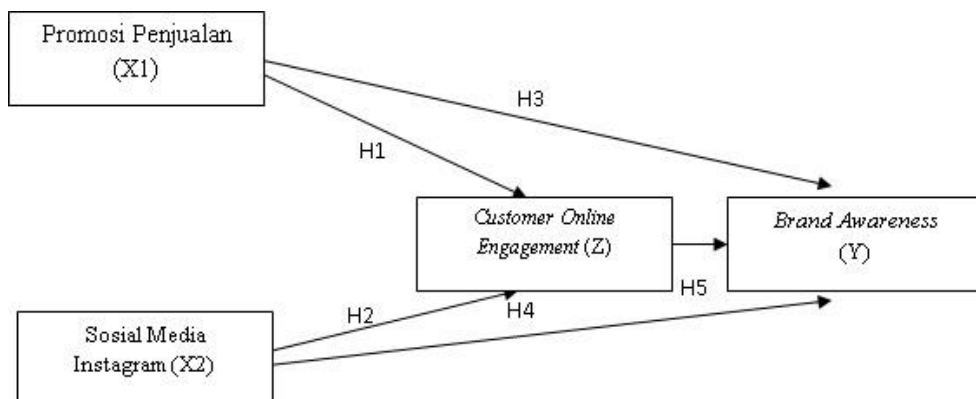 Promosi Penjualan
(X1)
H3
H1
Customer Online
Engagement (Z)
Brand Awareness
(Y)
H5
H2
H4
Sosial Media
Instagram (X2)